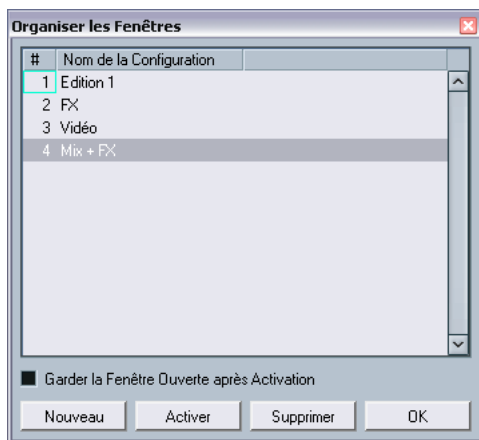 Organiser les Fenêtres
# Nom de la Configuration
1 Edition 1
2 FX
3 Vidéo
4 Mix + FX
Garder la Fenêtre Ouverte après Activation
Nouveau Activer Supprimer OK